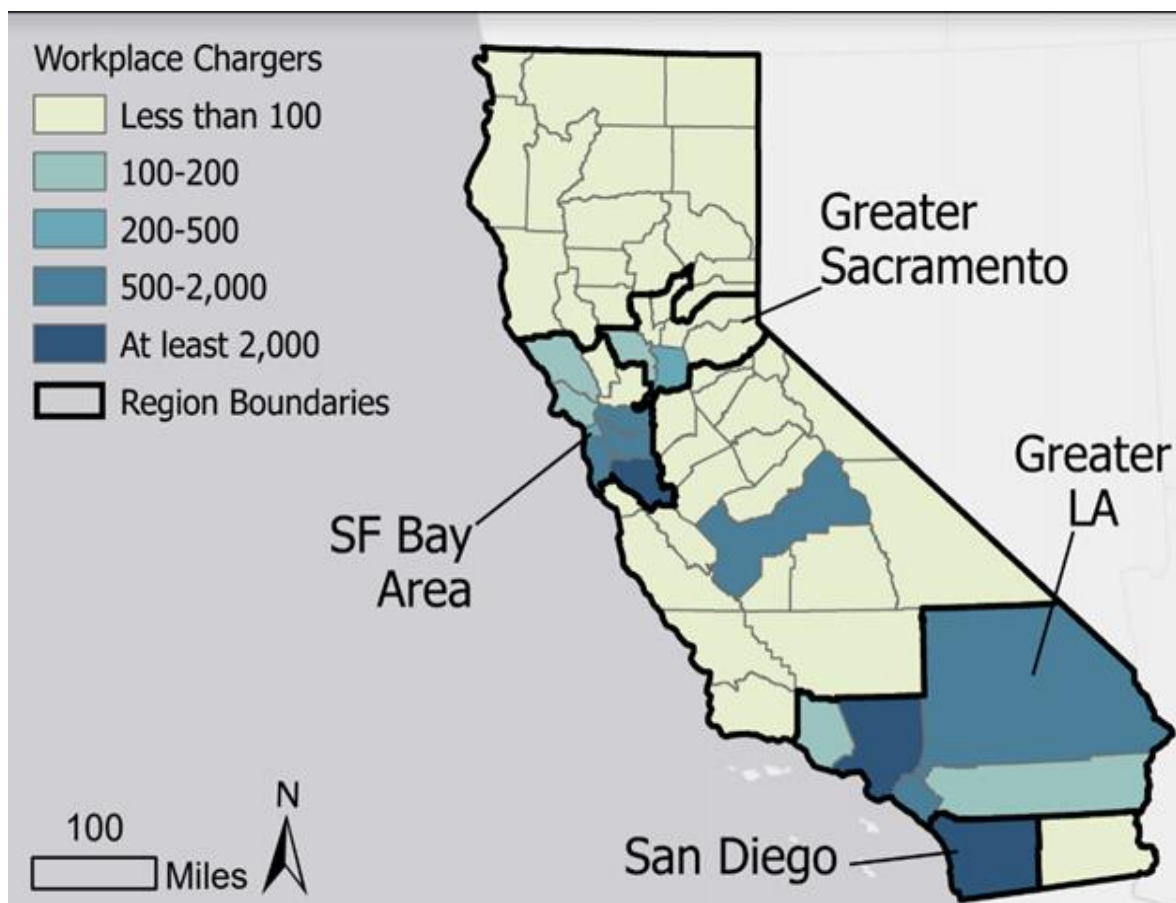 Workplace Chargers
Less than 100
100-200
200-500
500-2,000
At least 2,000
Region Boundaries
Greater
Sacramento
Greater
LA
SF Bay
Area
San Diego
100
Miles
N